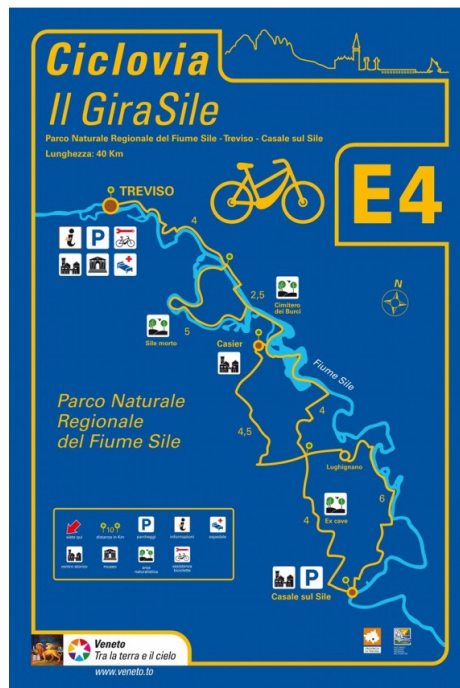 Ciclovia
Il GiraSile
Parco Naturale Regionale del Fiume Sile - Treviso - Casale sul Sile
Lunghezza: 40 Km
E4
TREVISO
4
i
P
N
2,5
Cimitero
dei Burci
5
Sile morto
Casier
Fiume Sile
Parco Naturale
Regionale
del Fiume Sile
4
4,5
Lughignano
6
4
Ex cave
P
Casale sul Sile
10
P
i
siete qui
distanze in Km
parcheggi
informazioni
ospedale
centro storico
museo
area
naturalistica
assistenza
biciclette
Veneto
Tra la terra e il cielo
www.veneto.to